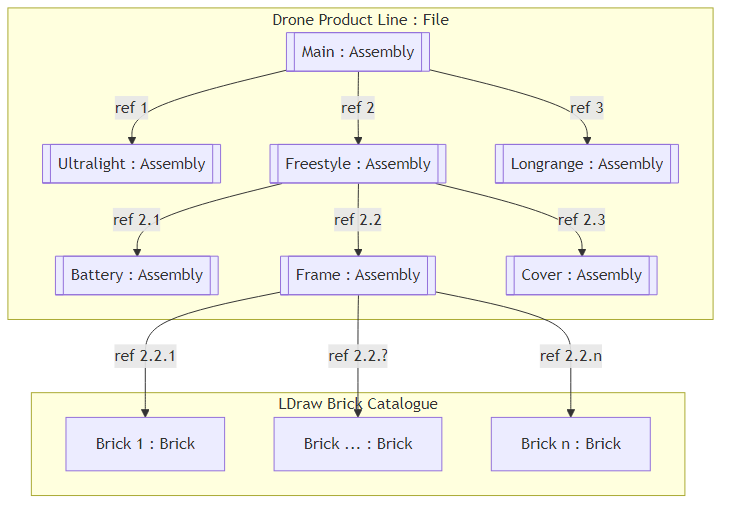 Drone Product Line : File
Main : Assembly
ref 1
ref 2
ref 3
Ultralight : Assembly
Freestyle : Assembly
Longrange : Assembly
ref 2.1
ref 2.2
ref 2.3
Battery : Assembly
Frame : Assembly
Cover : Assembly
ref 2.2.1
ref 2.2.?
ref 2.2.n
LDraw Brick Catalogue
Brick 1 : Brick
Brick ... : Brick
Brick n : Brick